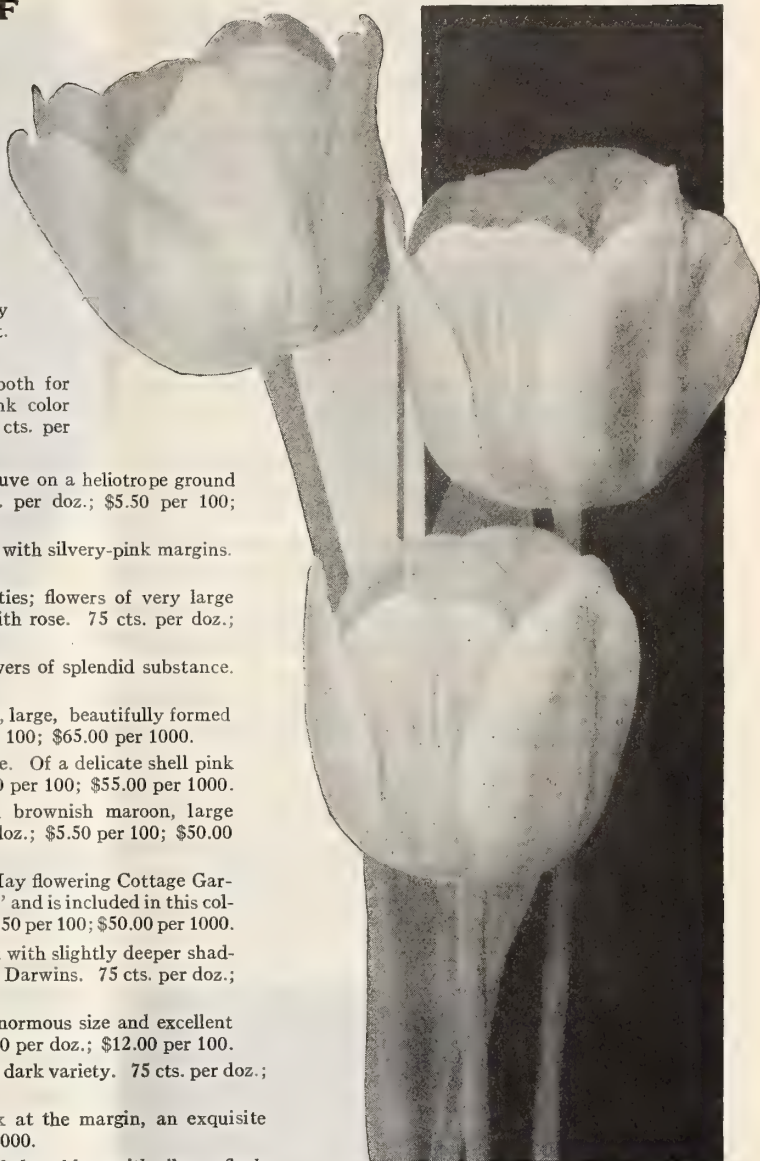 F
y
t.
both for
nk color
cts. per
uve on a heliotrope ground
. per doz.; $5.50 per 100;
with silvery-pink margins.
ties; flowers of very large
ith rose. 75 cts. per doz.;
vers of splendid substance.
, large, beautifully formed
100; $65.00 per 1000.
e. Of a delicate shell pink
0 per 100; $55.00 per 1000.
brownish maroon, large
doz.; $5.50 per 100; $50.00
May flowering Cottage Gar-
' and is included in this col-
50 per 100; $50.00 per 1000.
with slightly deeper shad-
Darwins. 75 cts. per doz.;
normous size and excellent
0 per doz.; $12.00 per 100.
dark variety. 75 cts. per doz.;
k at the margin, an exquisite
000.